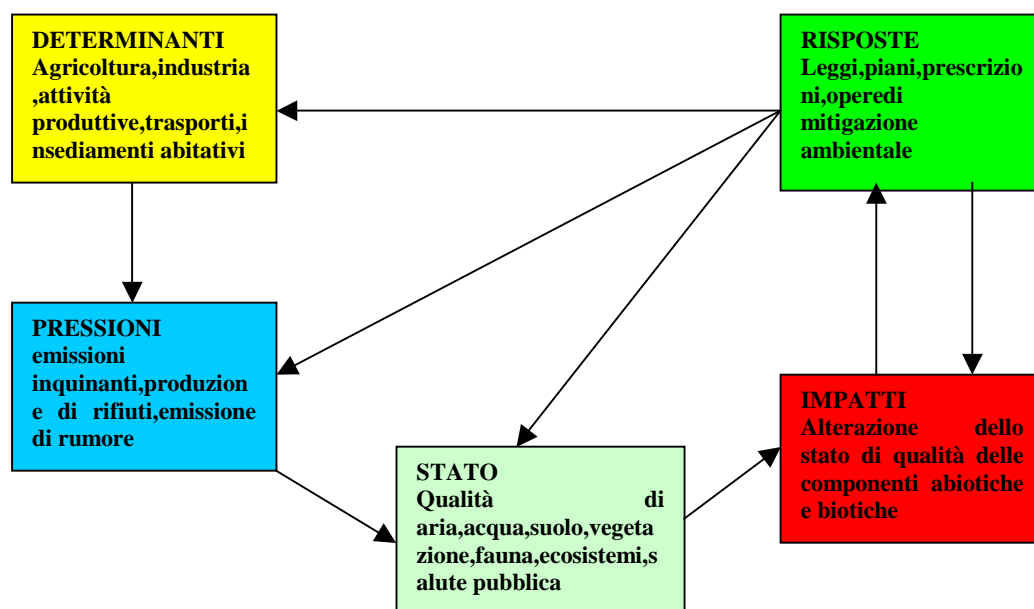 DETERMINANTI
Agricoltura,industria
,attività
produttive,trasporti,i
nsediamenti abitativi
RISPOSTE
Leggi,piani,prescrizio
ni,operedi
mitigazione
ambientale
PRESSIONI
emissioni
inquinanti,produzion
e di rifiuti,emissione
di rumore
STATO
Qualità di
aria,acqua,suolo,vegeta
zione,fauna,ecosistemi,s
alute pubblica
IMPATTI
Alterazione dello
stato di qualità delle
componenti abiotiche
e biotiche